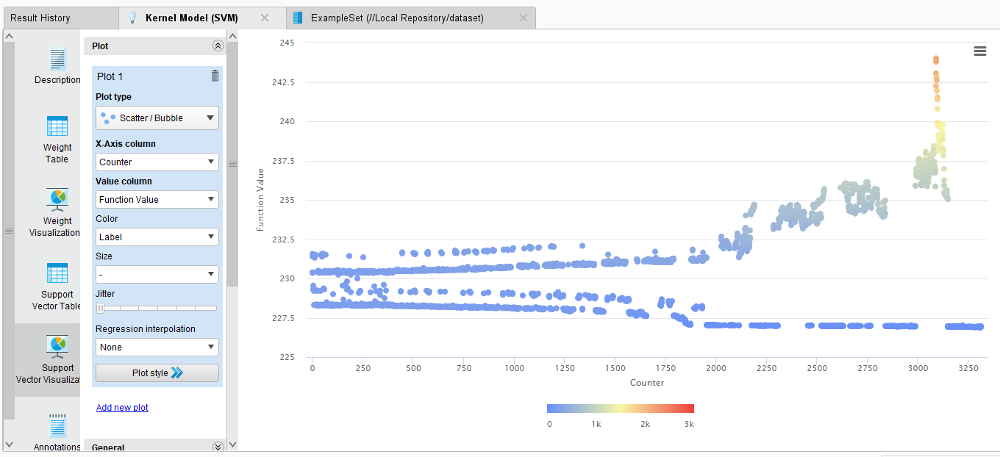 Result History
Kernel Model (SVM)
ExampleSet (//Local Repository/dataset)
Description
Weight
Table
Weight
Visualization
Support
Vector Table
Support
Vector Visualizat
Annotations
Plot
Plot 1
Plot type
Scatter / Bubble
X-Axis column
Counter
Value column
Function Value
Color
Label
Size
-
Jitter
Regression interpolation
None
Plot style
Add new plot
General
245
242.5
240
237.5
235
232.5
230
227.5
225
Function Value
0 250 500 750 1000 1250 1500 1750 2000 2250 2500 2750 3000 3250
Counter
0 1k 2k 3k